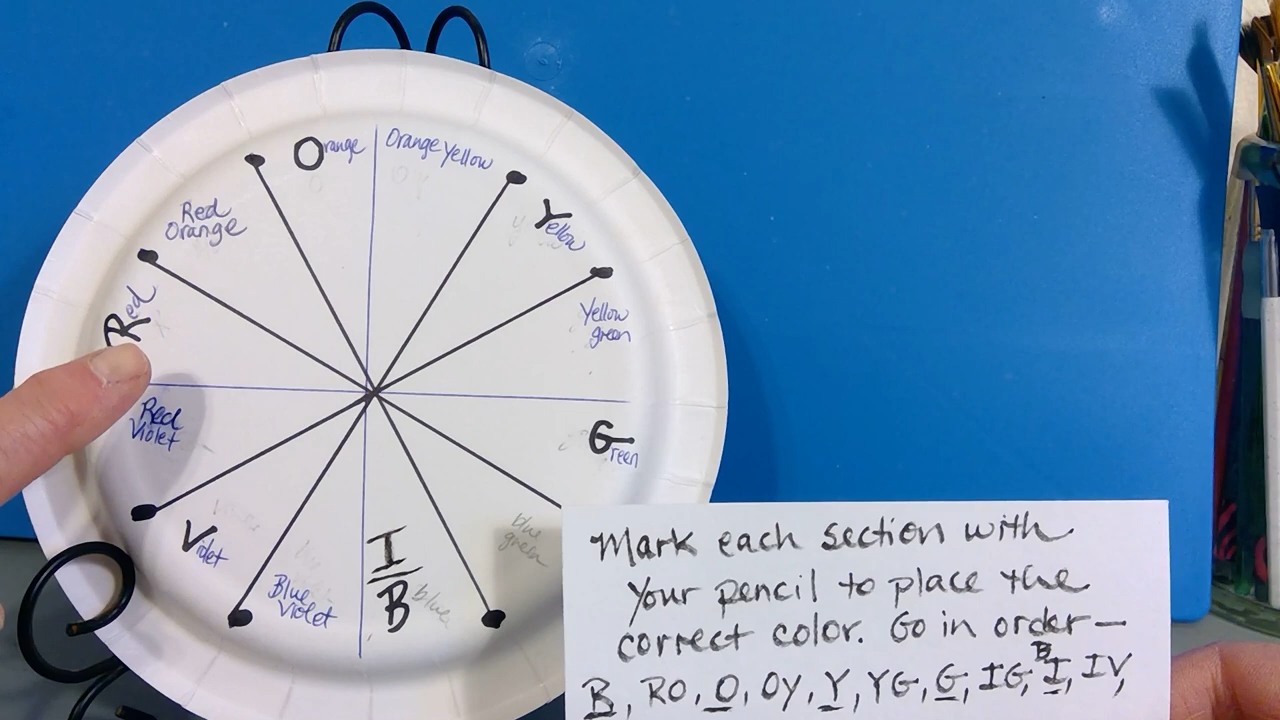 Orange
Orange Yellow
Red
Orange
Yellow
Red
Yellow
green
Green
Red
Violet
Violet
Blue
Violet
I
B
blue
blue
green
Mark each section with
your pencil to place the
correct color. Go in order—
B
B, RO, O, OY, Y, YG, G, IG, I, IV,